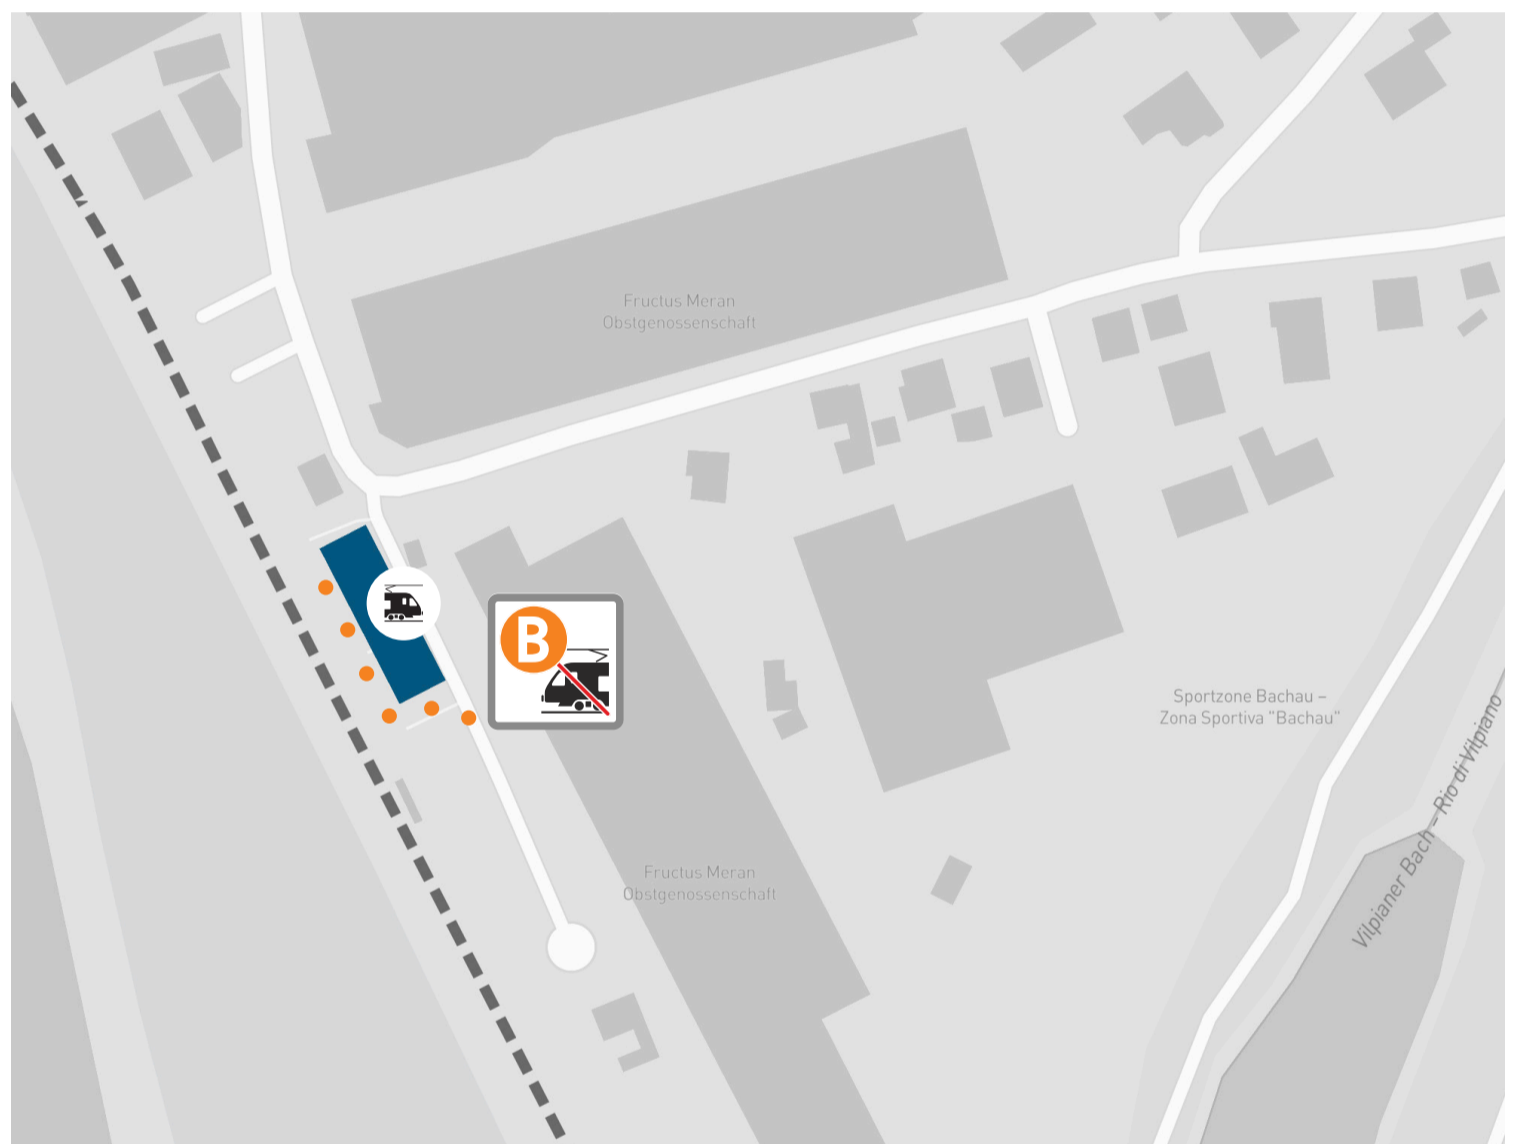 Fructus Meran
Obstgenossenschaft
B
Sportzone Bachau –
Zona Sportiva "Bachau"
Vilpianer Bach – Rio di Vilpiano
Fructus Meran
Obstgenossenschaft